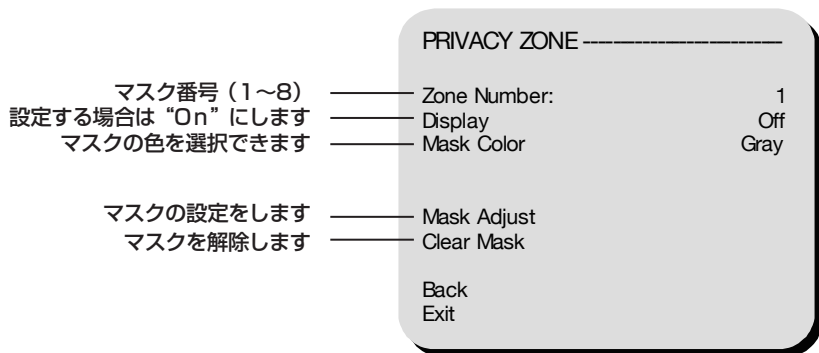 PRIVACY ZONE -------------------------
マスク番号（1～8） Zone Number: 1
設定する場合は“On”にします Display Off
マスクの色を選択できます Mask Color Gray
マスクの設定をします Mask Adjust
マスクを解除します Clear Mask
Back
Exit